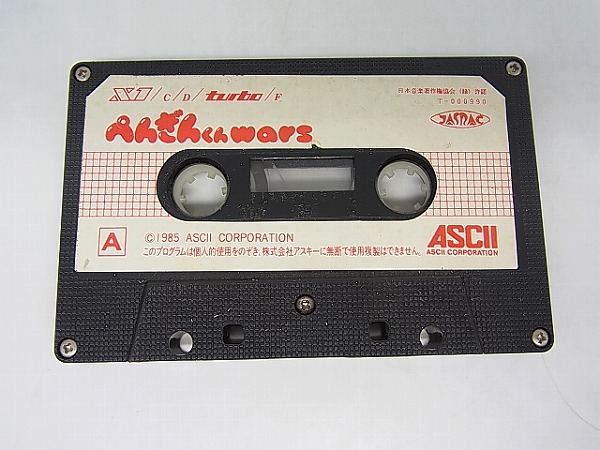 X1/C/D/turbo/F
日本音楽著作権協会(録)許諾
T-000990
JASRAC
ぺんぎんくんwars
A
©1985 ASCII CORPORATION
このプログラムは個人的使用をのぞき、株式会社アスキーに無断で使用複製はできません。
ASCII
ASCII CORPORATION